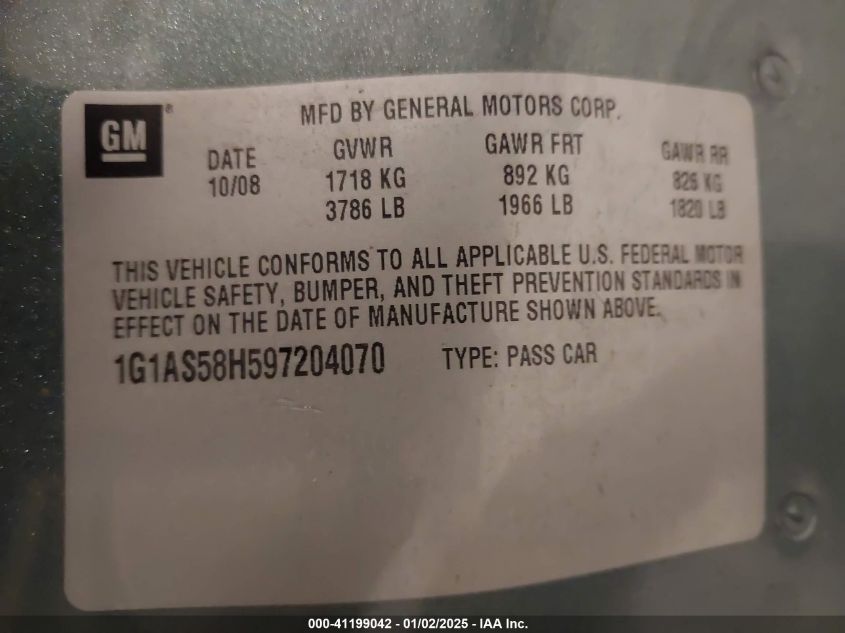 GM®
MFD BY GENERAL MOTORS CORP.
DATE GVWR GAWR FRT GAWR RR
10/08 1718 KG 892 KG 826 KG
3786 LB 1966 LB 1820 LB
THIS VEHICLE CONFORMS TO ALL APPLICABLE U.S. FEDERAL MOTOR
VEHICLE SAFETY, BUMPER, AND THEFT PREVENTION STANDARDS IN
EFFECT ON THE DATE OF MANUFACTURE SHOWN ABOVE.
1G1AS58H597204070 TYPE: PASS CAR
000-41199042 - 01/02/2025 - IAA Inc.